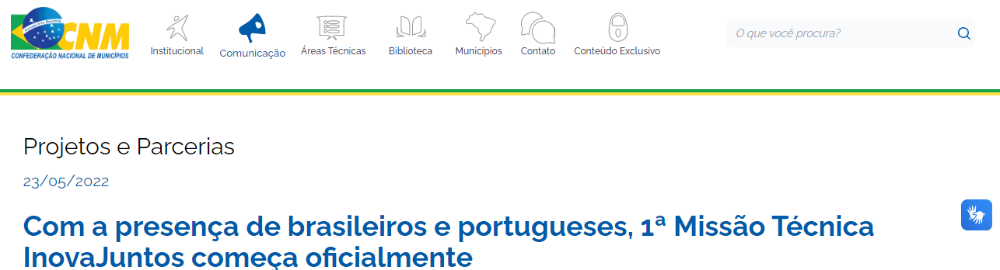 CNM
CONFEDERAÇÃO NACIONAL DE MUNICÍPIOS
Institucional
Comunicação
Áreas Técnicas
Biblioteca
Municípios
Contato
Conteúdo Exclusivo
O que você procura?
Projetos e Parcerias
23/05/2022
Com a presença de brasileiros e portugueses, 1ª Missão Técnica
InovaJuntos começa oficialmente